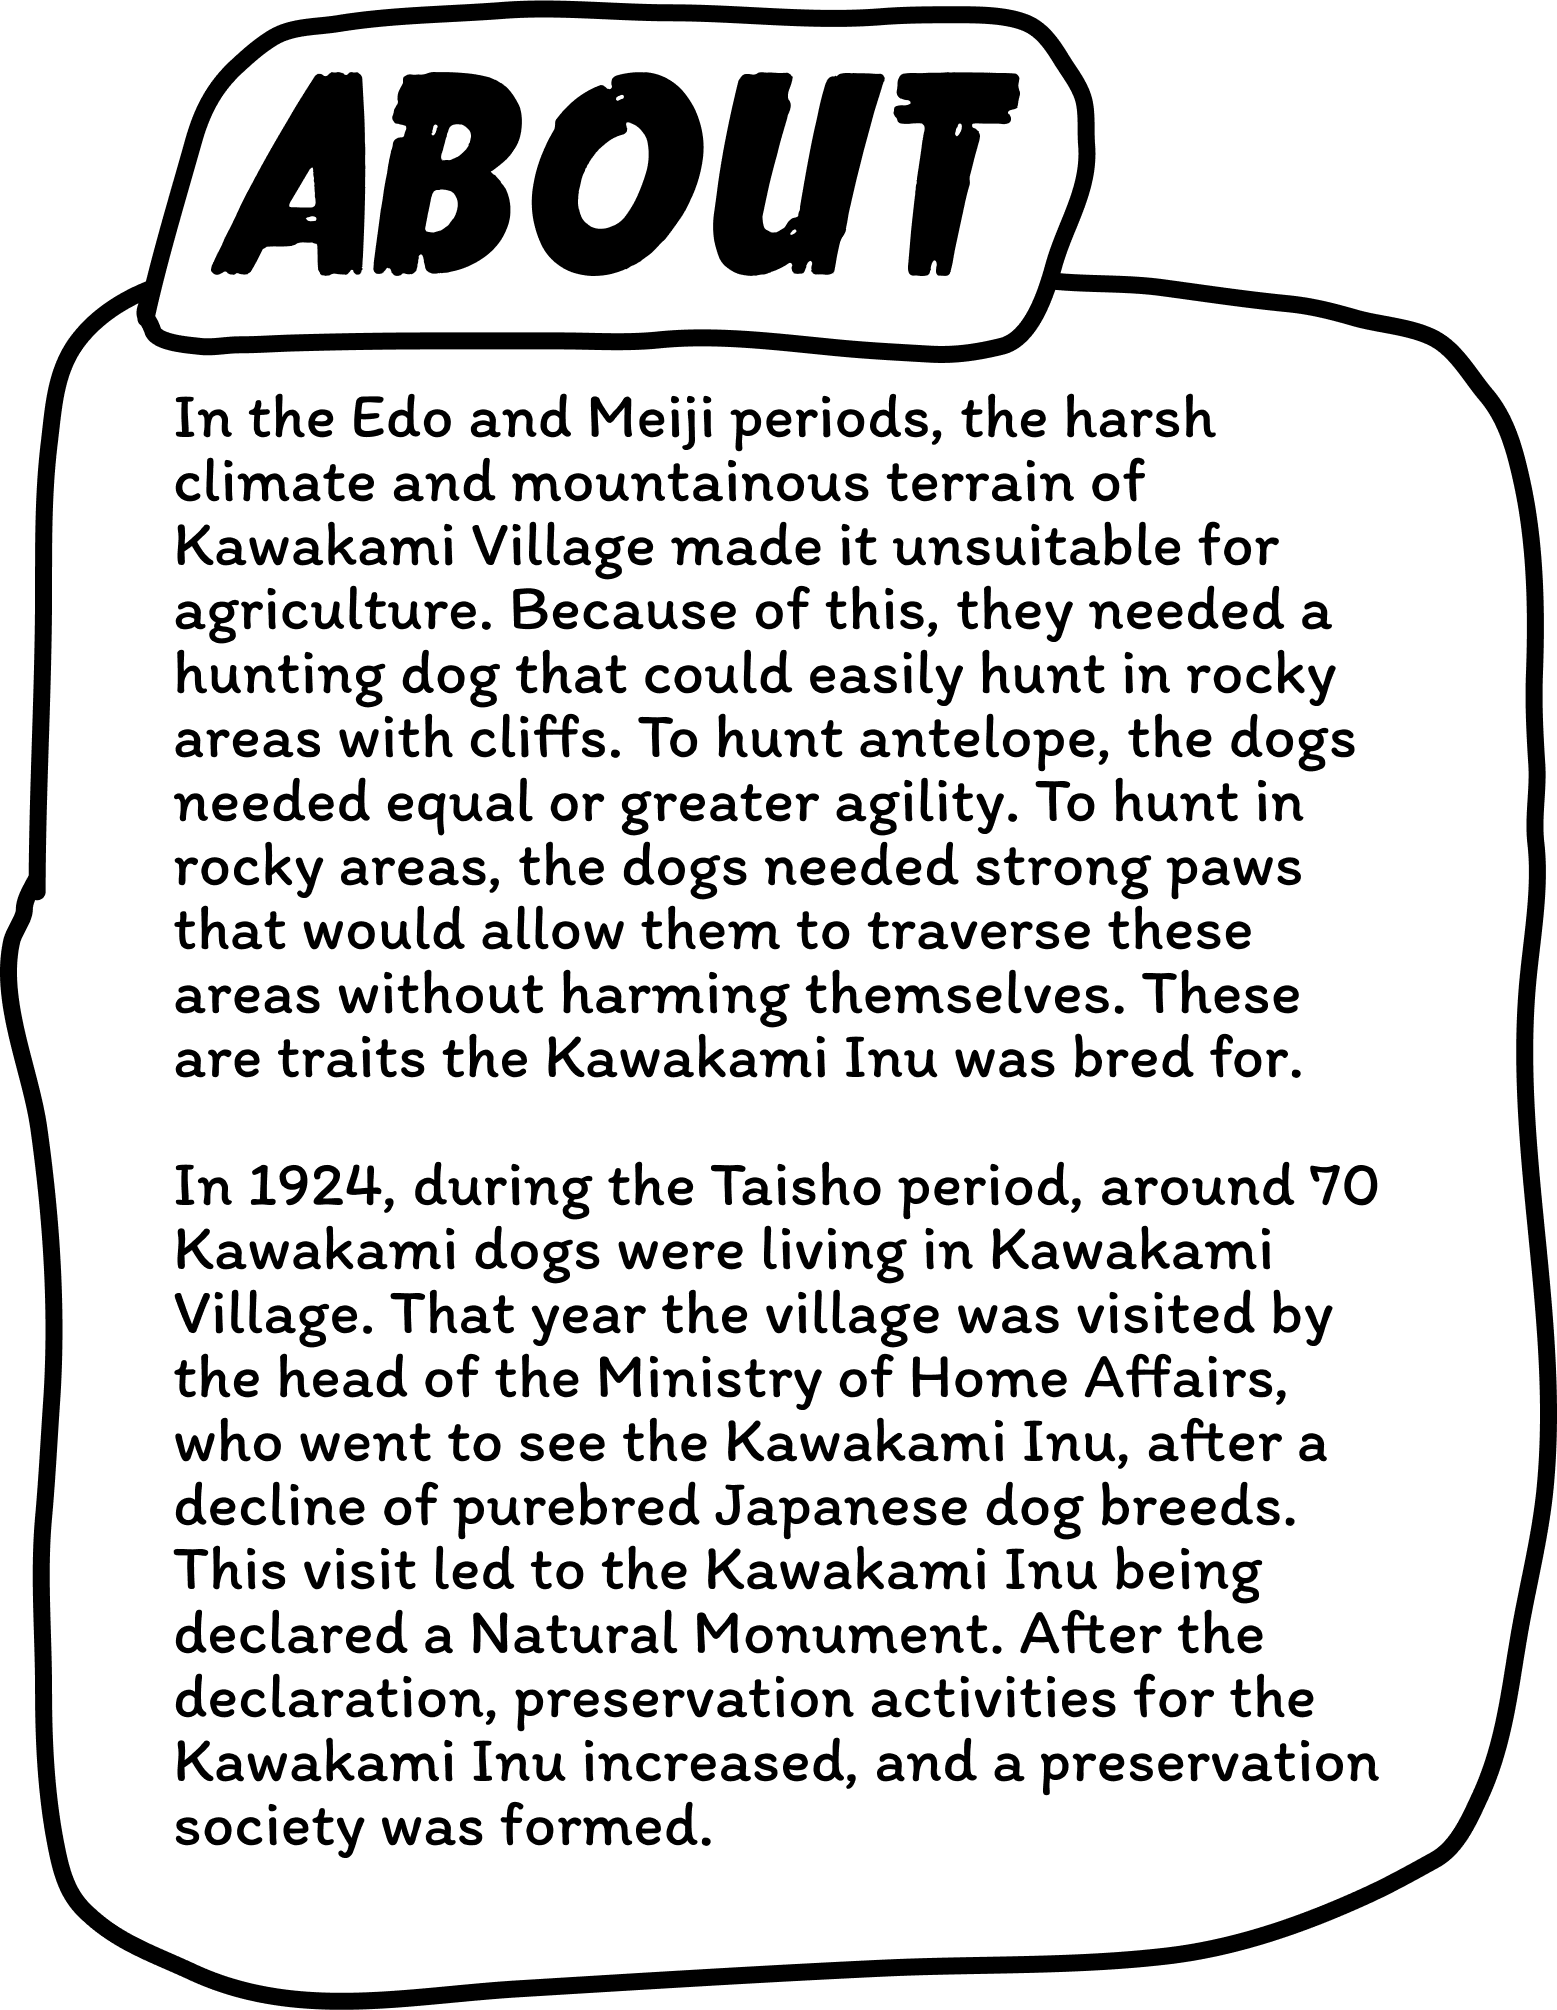 ABOUT
In the Edo and Meiji periods, the harsh
climate and mountainous terrain of
Kawakami Village made it unsuitable for
agriculture. Because of this, they needed a
hunting dog that could easily hunt in rocky
areas with cliffs. To hunt antelope, the dogs
needed equal or greater agility. To hunt in
rocky areas, the dogs needed strong paws
that would allow them to traverse these
areas without harming themselves. These
are traits the Kawakami Inu was bred for.

In 1924, during the Taisho period, around 70
Kawakami dogs were living in Kawakami
Village. That year the village was visited by
the head of the Ministry of Home Affairs,
who went to see the Kawakami Inu, after a
decline of purebred Japanese dog breeds.
This visit led to the Kawakami Inu being
declared a Natural Monument. After the
declaration, preservation activities for the
Kawakami Inu increased, and a preservation
society was formed.